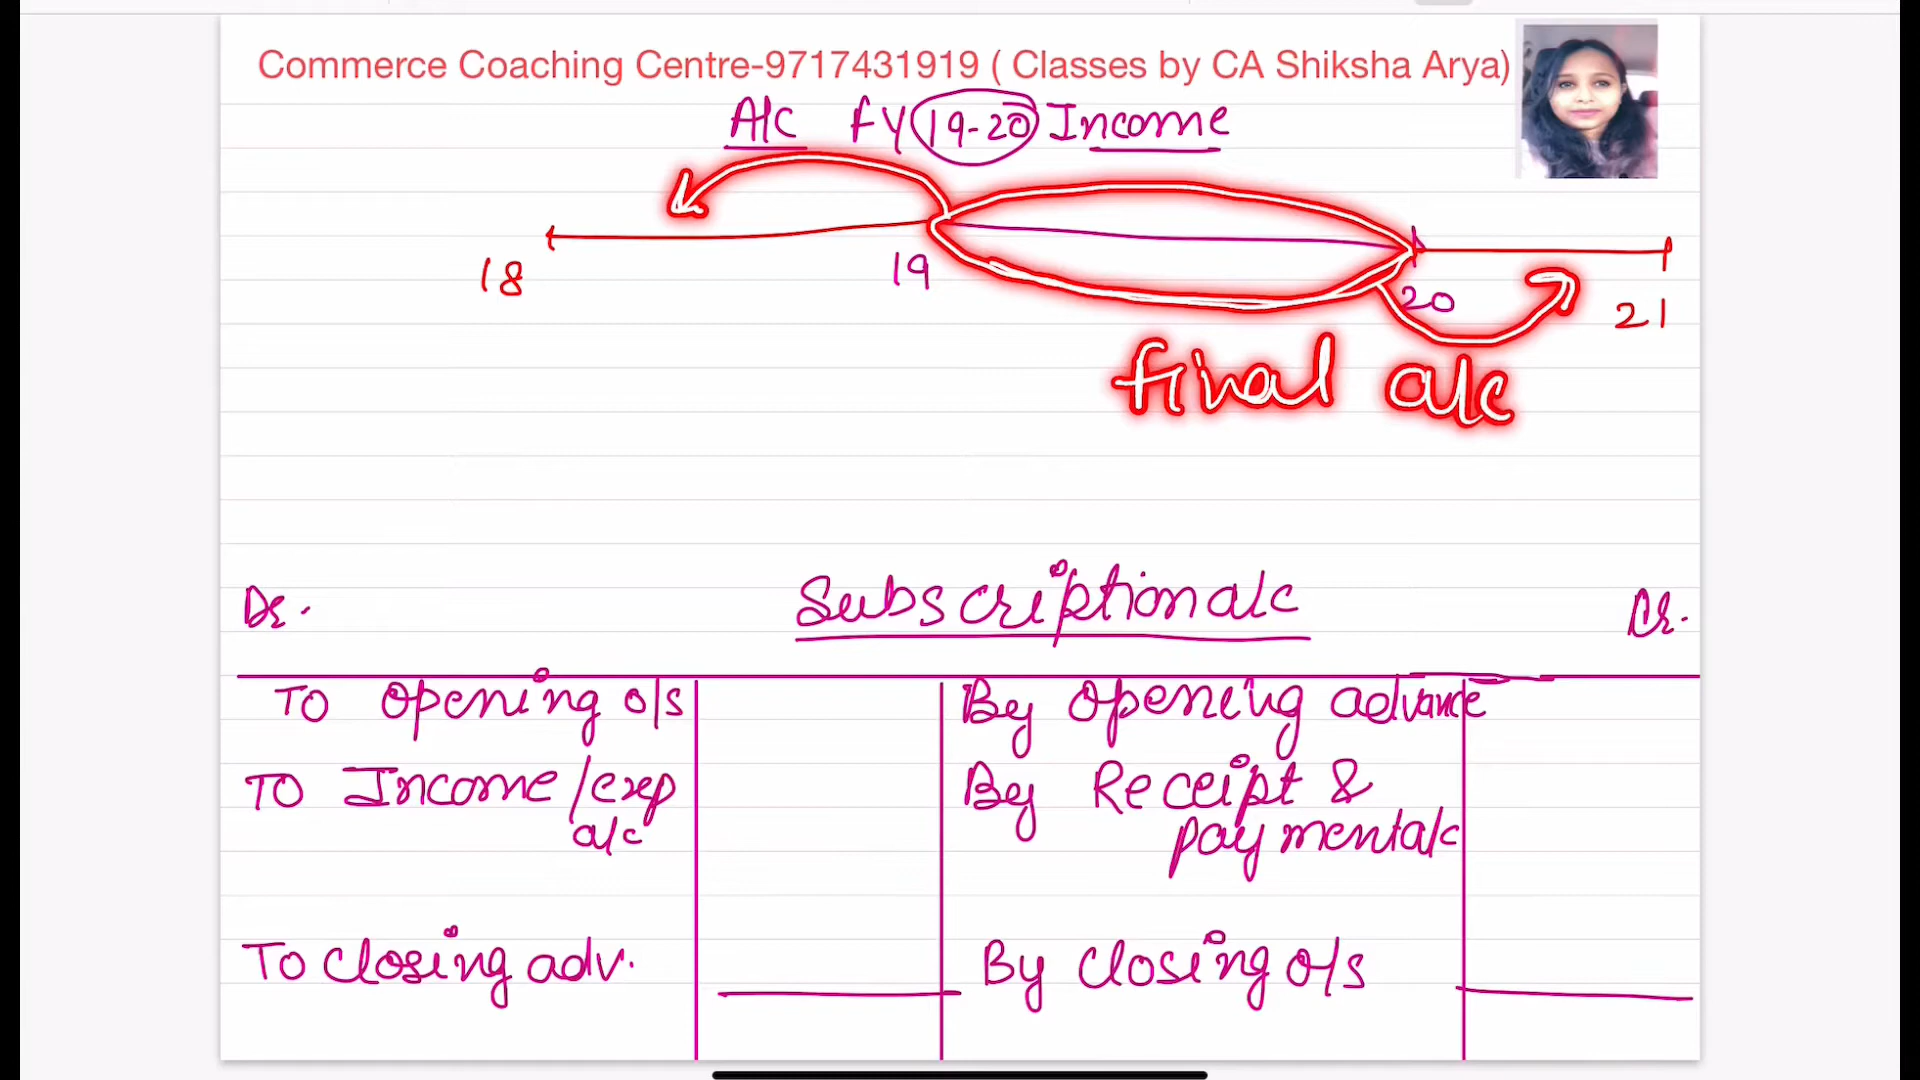 Commerce Coaching Centre-9717431919 ( Classes by CA Shiksha Arya)
A/c fy 19-20 Income
18 19 20 21
final a/c
Dr. Subscription a/c Cr.
To Opening o/s By Opening advance
To Income/exp a/c By Receipt & payment a/c
To closing adv. By closing o/s